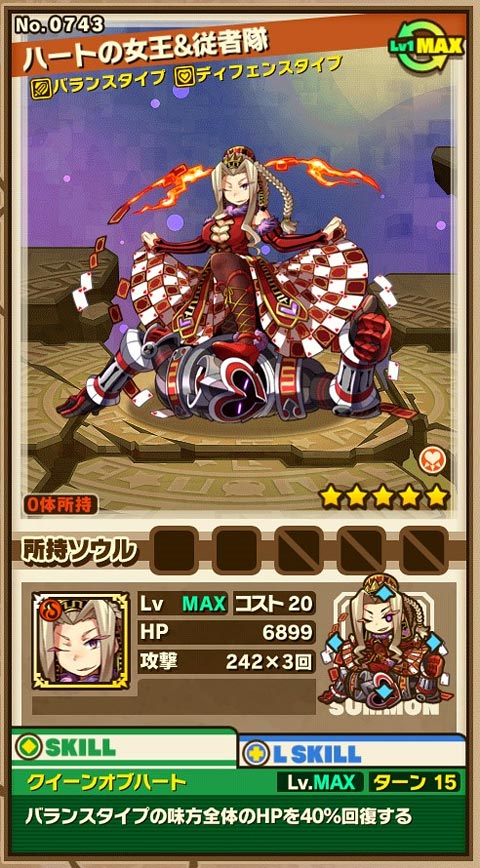 No.0743
ハートの女王&従者隊
Lv1 MAX
バランスタイプ ディフェンスタイプ
0体所持
所持ソウル
Lv MAX コスト 20
HP 6899
攻撃 242×3回
SUMMON
SKILL
L SKILL
クイーンオブハート Lv.MAX ターン 15
バランスタイプの味方全体のHPを40%回復する